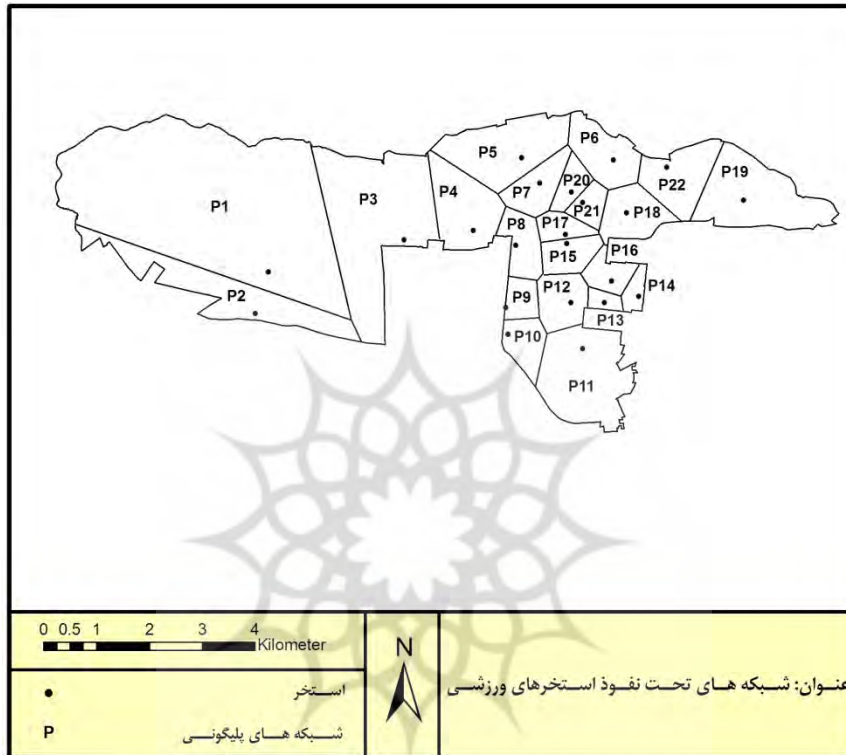 P6
P5
P20
P22
P19
P7
P1
P3
P4
P21
P18
P17
P8
P16
P15
P2
P9
P12
P14
P13
P10
P11
0 0.5 1 2 3 4
Kilometer
N
استخر
شبکه های پلیگونی
P
عنوان: شبکه های تحت نفوذ استخرهای ورزشی